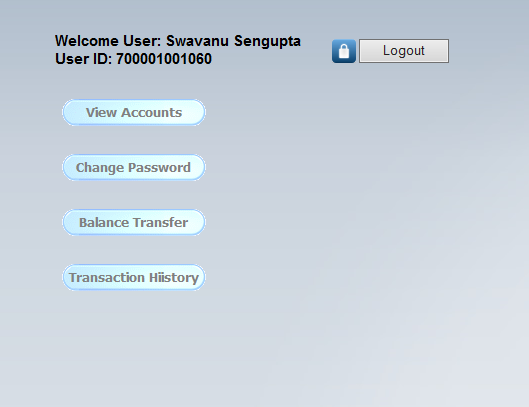 Welcome User: Swavanu Sengupta
User ID: 700001001060
Logout
View Accounts
Change Password
Balance Transfer
Transaction Hiistory